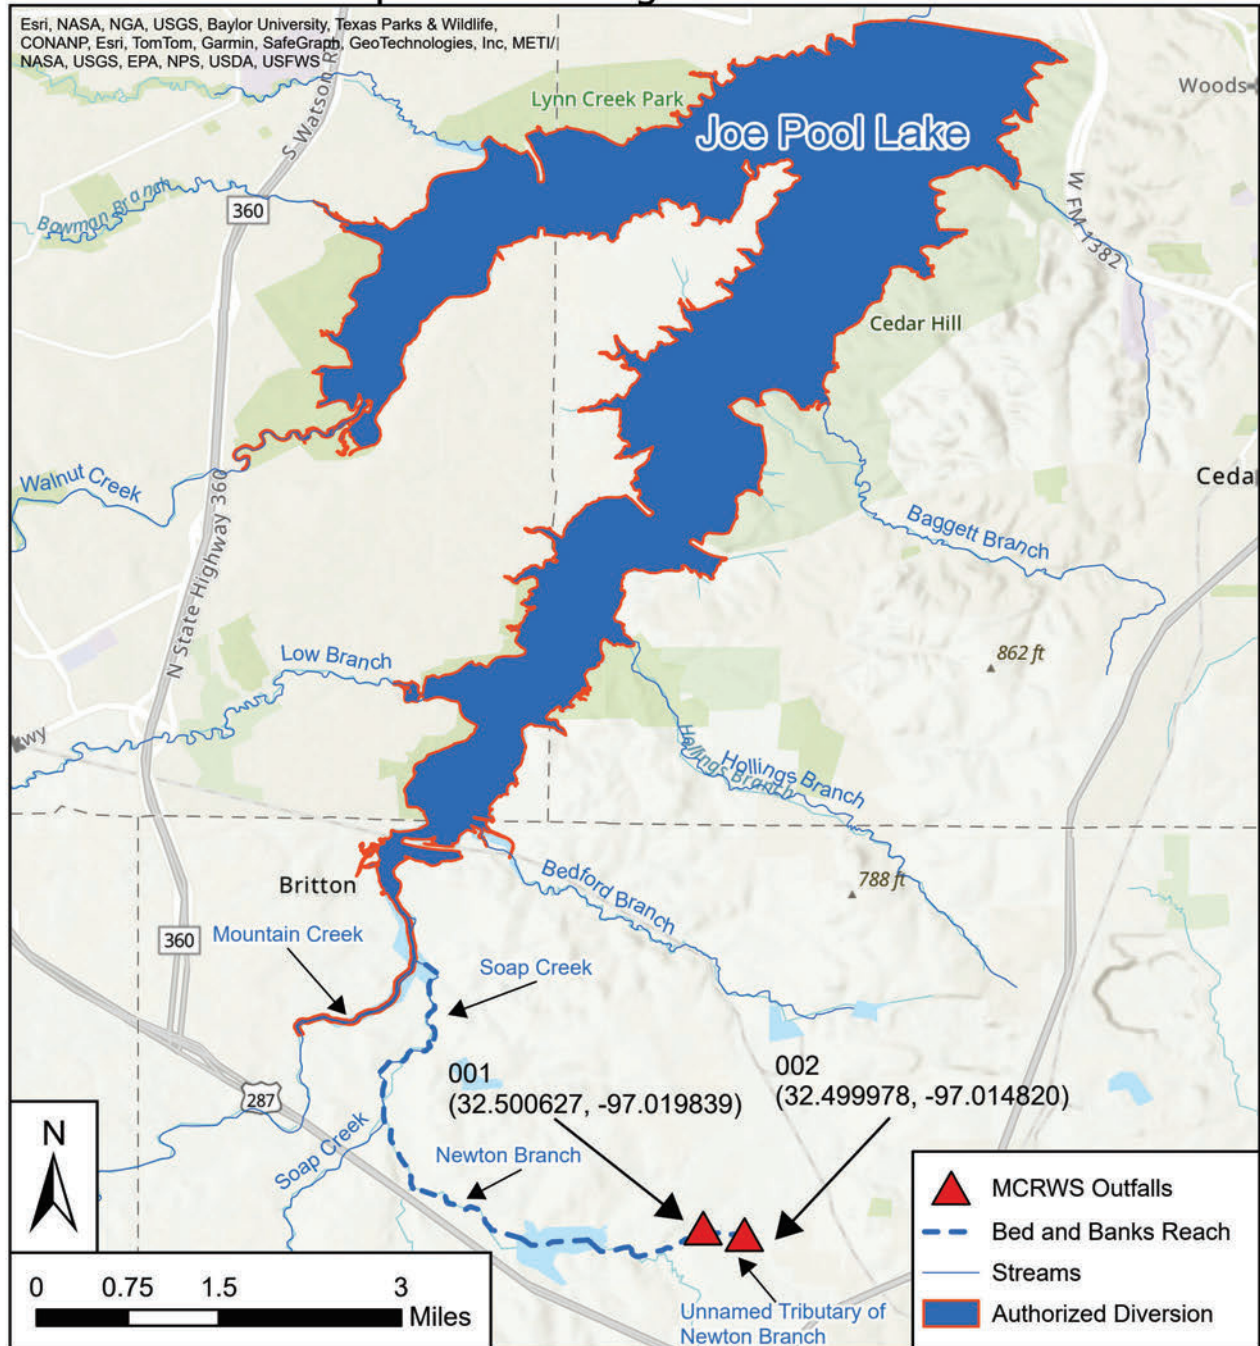 Esri, NASA, NGA, USGS, Baylor University, Texas Parks & Wildlife,
CONANP, Esri, TomTom, Garmin, SafeGraph, GeoTechnologies, Inc, METI/
NASA, USGS, EPA, NPS, USDA, USFWS
S Watson Rd
Lynn Creek Park
Joe Pool Lake
Woods
Bowman Branch
360
W FM 1382
Cedar Hill
Walnut Creek
N State Highway 360
Ceda
Baggett Branch
Low Branch
862 ft
wy
Hollings Branch
Hollings Branch
Britton
Bedford Branch
788 ft
360
Mountain Creek
Soap Creek
001
(32.500627, -97.019839)
002
(32.499978, -97.014820)
287
Soap Creek
Newton Branch
Unnamed Tributary of
Newton Branch
N
0 0.75 1.5 3
Miles
MCRWS Outfalls
Bed and Banks Reach
Streams
Authorized Diversion